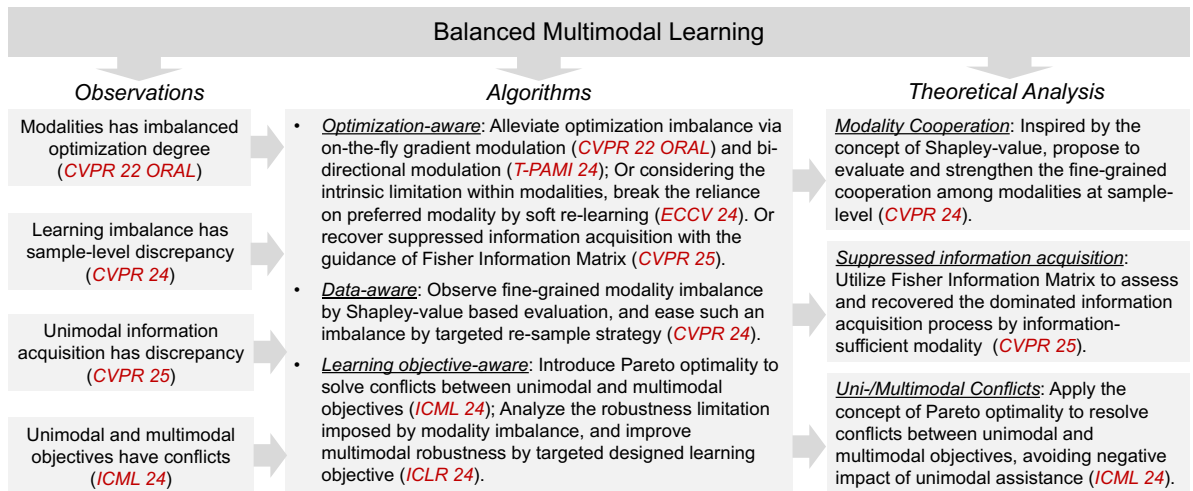 Balanced Multimodal Learning
Observations
Modalities has imbalanced
optimization degree
(CVPR 22 ORAL)
Learning imbalance has
sample-level discrepancy
(CVPR 24)
Unimodal information
acquisition has discrepancy
(CVPR 25)
Unimodal and multimodal
objectives have conflicts
(ICML 24)
Algorithms
• Optimization-aware: Alleviate optimization imbalance via
on-the-fly gradient modulation (CVPR 22 ORAL) and bi-
directional modulation (T-PAMI 24); Or considering the
intrinsic limitation within modalities, break the reliance
on preferred modality by soft re-learning (ECCV 24). Or
recover suppressed information acquisition with the
guidance of Fisher Information Matrix (CVPR 25).
• Data-aware: Observe fine-grained modality imbalance
by Shapley-value based evaluation, and ease such an
imbalance by targeted re-sample strategy (CVPR 24).
• Learning objective-aware: Introduce Pareto optimality to
solve conflicts between unimodal and multimodal
objectives (ICML 24); Analyze the robustness limitation
imposed by modality imbalance, and improve
multimodal robustness by targeted designed learning
objective (ICLR 24).
Theoretical Analysis
Modality Cooperation: Inspired by the
concept of Shapley-value, propose to
evaluate and strengthen the fine-grained
cooperation among modalities at sample-
level (CVPR 24).
Suppressed information acquisition:
Utilize Fisher Information Matrix to assess
and recovered the dominated information
acquisition process by information-
sufficient modality (CVPR 25).
Uni-/Multimodal Conflicts: Apply the
concept of Pareto optimality to resolve
conflicts between unimodal and
multimodal objectives, avoiding negative
impact of unimodal assistance (ICML 24).